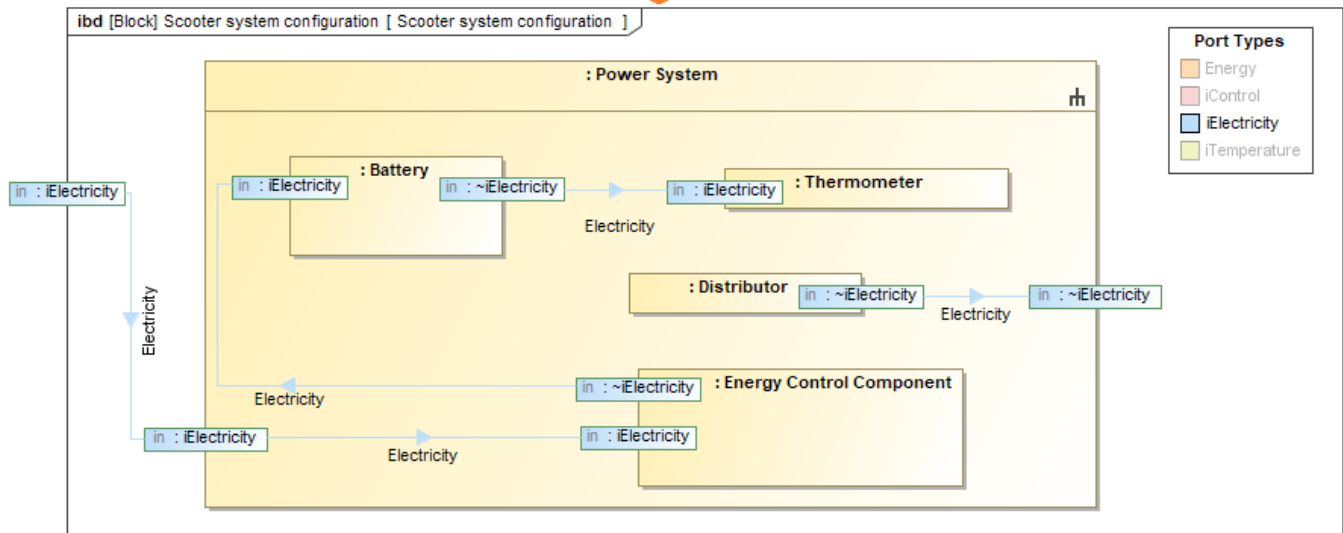 ibd [Block] Scooter system configuration [ Scooter system configuration ]
Port Types
Energy
iControl
iElectricity
iTemperature
: Power System
: Battery
in : iElectricity
in : ~iElectricity
Electricity
in : iElectricity
: Thermometer
in : iElectricity
Electricity
: Distributor
in : ~iElectricity
Electricity
in : ~iElectricity
: Energy Control Component
in : ~iElectricity
Electricity
in : iElectricity
Electricity
in : iElectricity